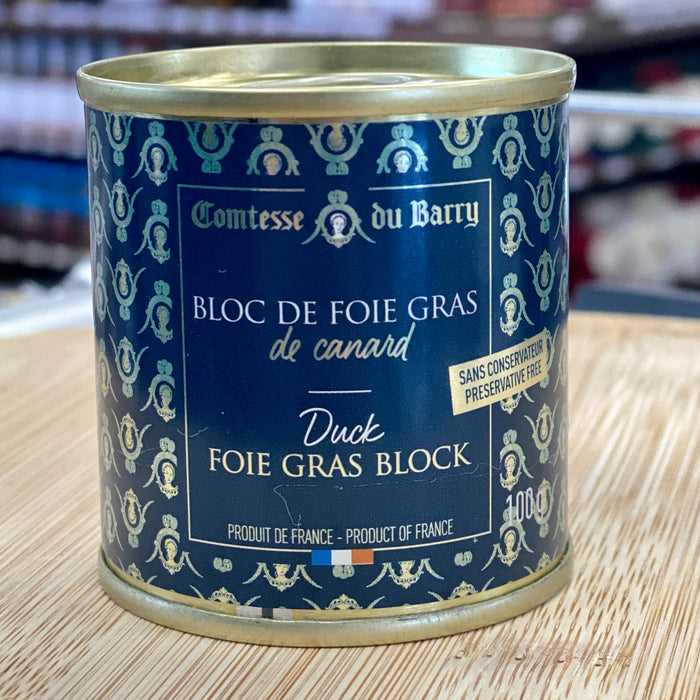 Comtesse du Barry
BLOC DE FOIE GRAS
de canard
SANS CONSERVATEUR
PRESERVATIVE FREE
Duck
FOIE GRAS BLOCK
100g
PRODUIT DE FRANCE - PRODUCT OF FRANCE